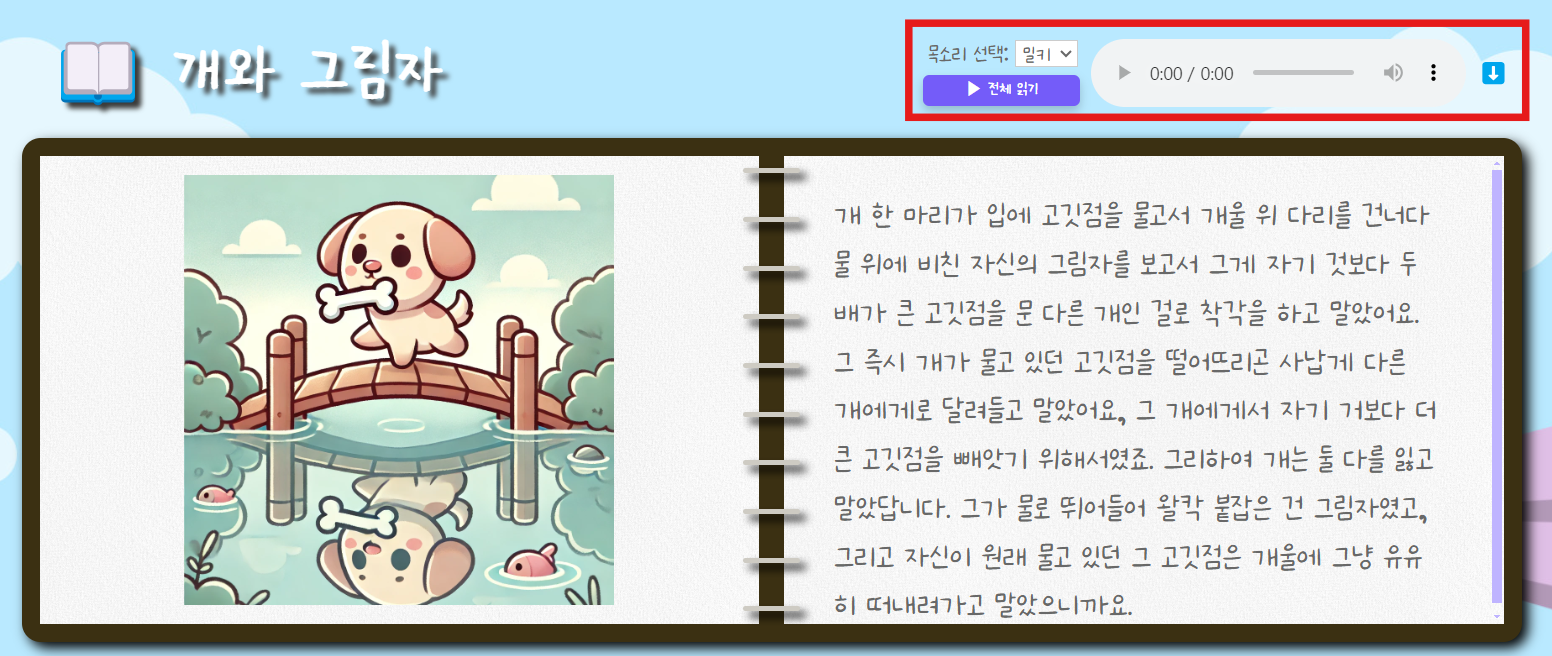 개와 그림자
목소리 선택: 밀키
▶ 전체 읽기
0:00 / 0:00
개 한 마리가 입에 고깃점을 물고서 개울 위 다리를 건너다
물 위에 비친 자신의 그림자를 보고서 그게 자기 것보다 두
배가 큰 고깃점을 문 다른 개인 걸로 착각을 하고 말았어요.
그 즉시 개가 물고 있던 고깃점을 떨어뜨리곤 사납게 다른
개에게로 달려들고 말았어요, 그 개에게서 자기 거보다 더
큰 고깃점을 빼앗기 위해서였죠. 그리하여 개는 둘 다를 잃고
말았답니다. 그가 물로 뛰어들어 왈칵 붙잡은 건 그림자였고,
그리고 자신이 원래 물고 있던 그 고깃점은 개울에 그냥 유유
히 떠내려가고 말았으니까요.